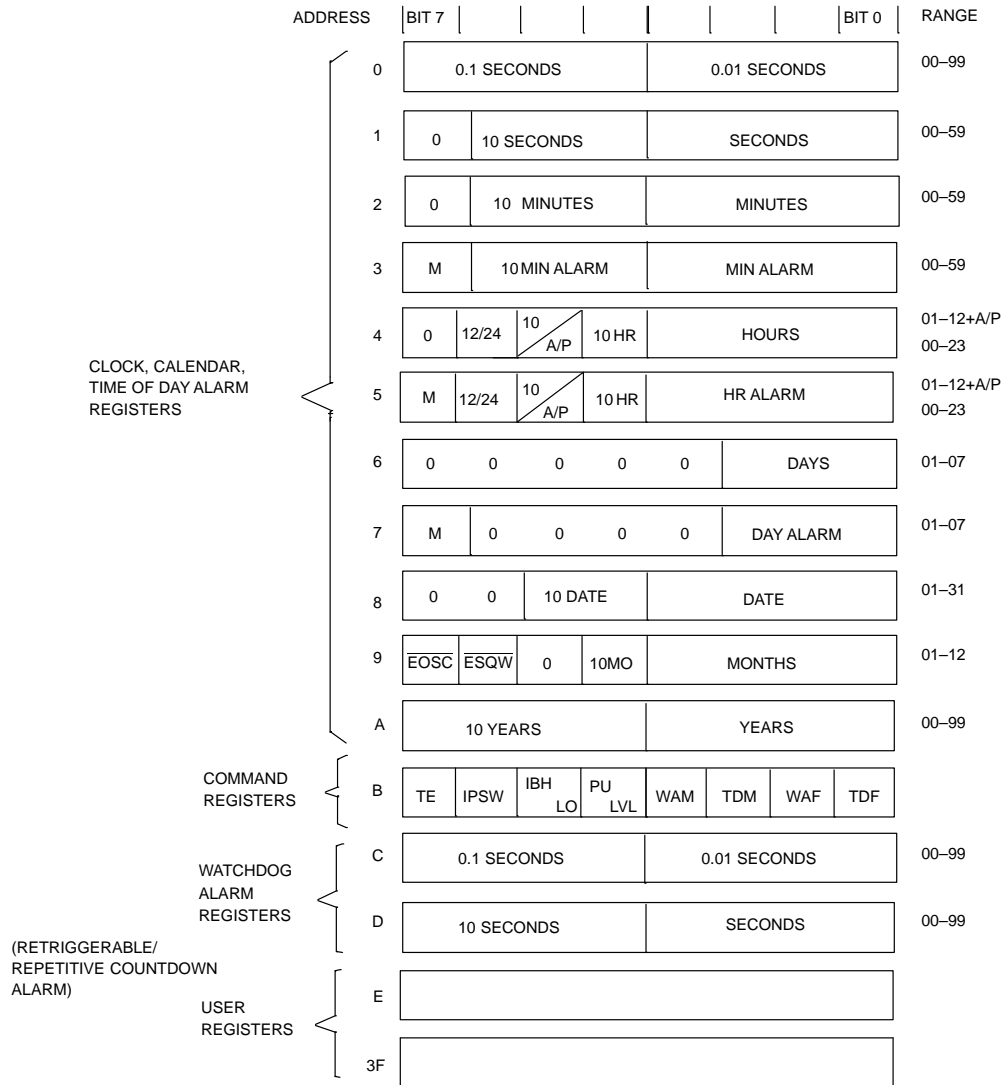 ADDRESS BIT 7 BIT 0 RANGE
0 0.1 SECONDS 0.01 SECONDS 00–99
1 0 10 SECONDS SECONDS 00–59
2 0 10 MINUTES MINUTES 00–59
3 M 10 MIN ALARM MIN ALARM 00–59
4 0 12/24 10 A/P 10 HR HOURS 01–12+A/P
00–23
CLOCK, CALENDAR,
TIME OF DAY ALARM
REGISTERS
5 M 12/24 10 A/P 10 HR HR ALARM 01–12+A/P
00–23
6 0 0 0 0 0 DAYS 01–07
7 M 0 0 0 0 DAY ALARM 01–07
8 0 0 10 DATE DATE 01–31
9 EOSC ESQW 0 10MO MONTHS 01–12
A 10 YEARS YEARS 00–99
COMMAND
REGISTERS
B TE IPSW IBH LO PU LVL WAM TDM WAF TDF
C 0.1 SECONDS 0.01 SECONDS 00–99
WATCHDOG
ALARM
REGISTERS
D 10 SECONDS SECONDS 00–99
(RETRIGGERABLE/
REPETITIVE COUNTDOWN
ALARM)
E
USER
REGISTERS
3F